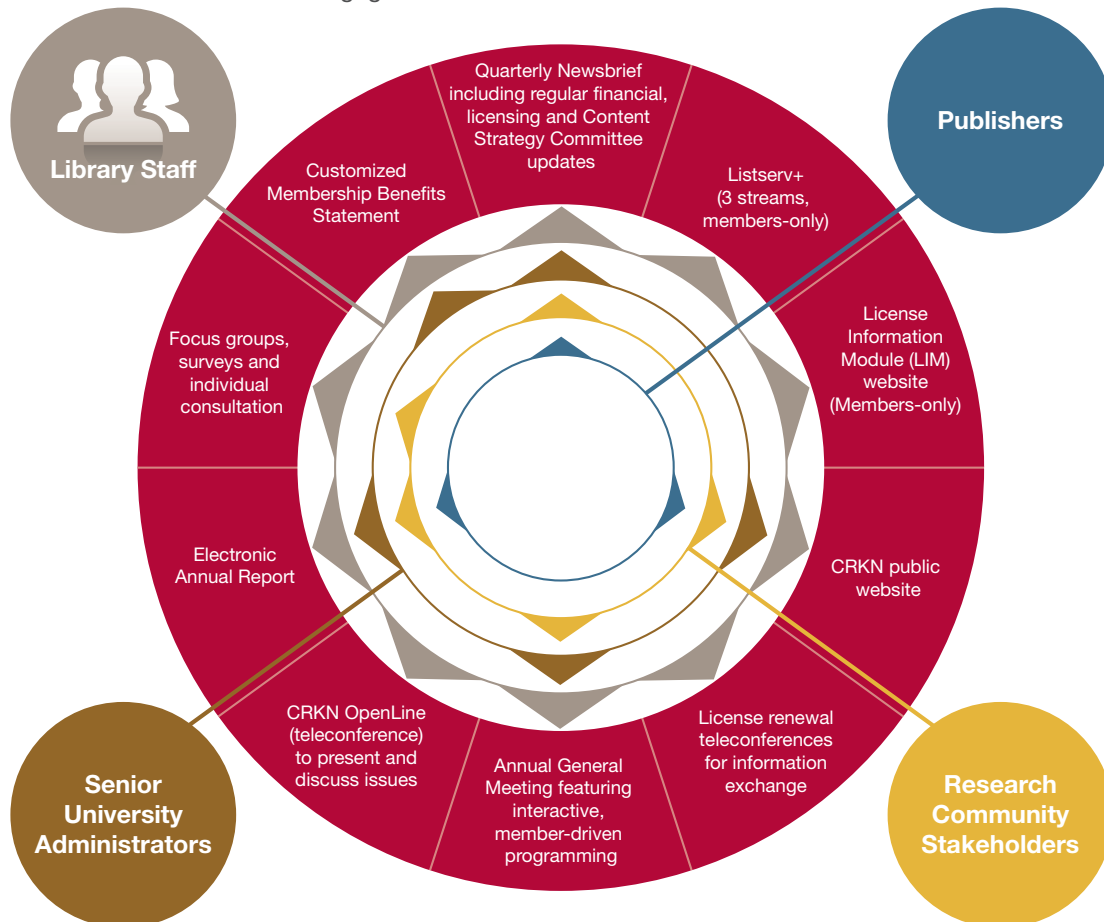 Library Staff
Publishers
Quarterly Newsbrief
including regular financial,
licensing and Content
Strategy Committee
updates
Listserv+
(3 streams,
members-only)
License
Information
Module (LIM)
website
(Members-only)
CRKN public
website
License renewal
teleconferences
for information
exchange
Annual General
Meeting featuring
interactive,
member-driven
programming
CRKN OpenLine
(teleconference)
to present and
discuss issues
Electronic
Annual Report
Focus groups,
surveys and
individual
consultation
Customized
Membership Benefits
Statement
Senior
University
Administrators
Research
Community
Stakeholders